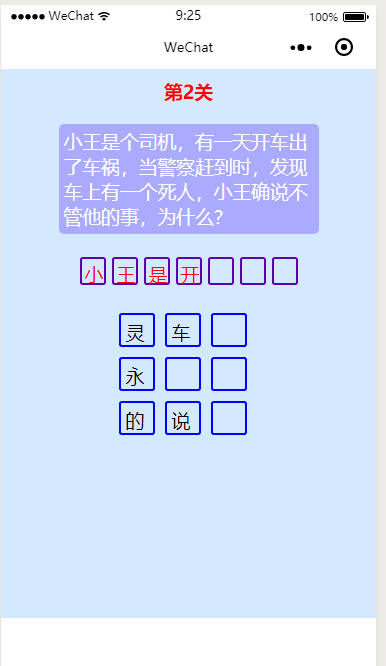 ●●●●● WeChat 9:25 100%
WeChat
第2关
小王是个司机，有一天开车出
了车祸，当警察赶到时，发现
车上有一个死人，小王确说不
管他的事，为什么?
小 王 是 开
灵 车
永
的 说